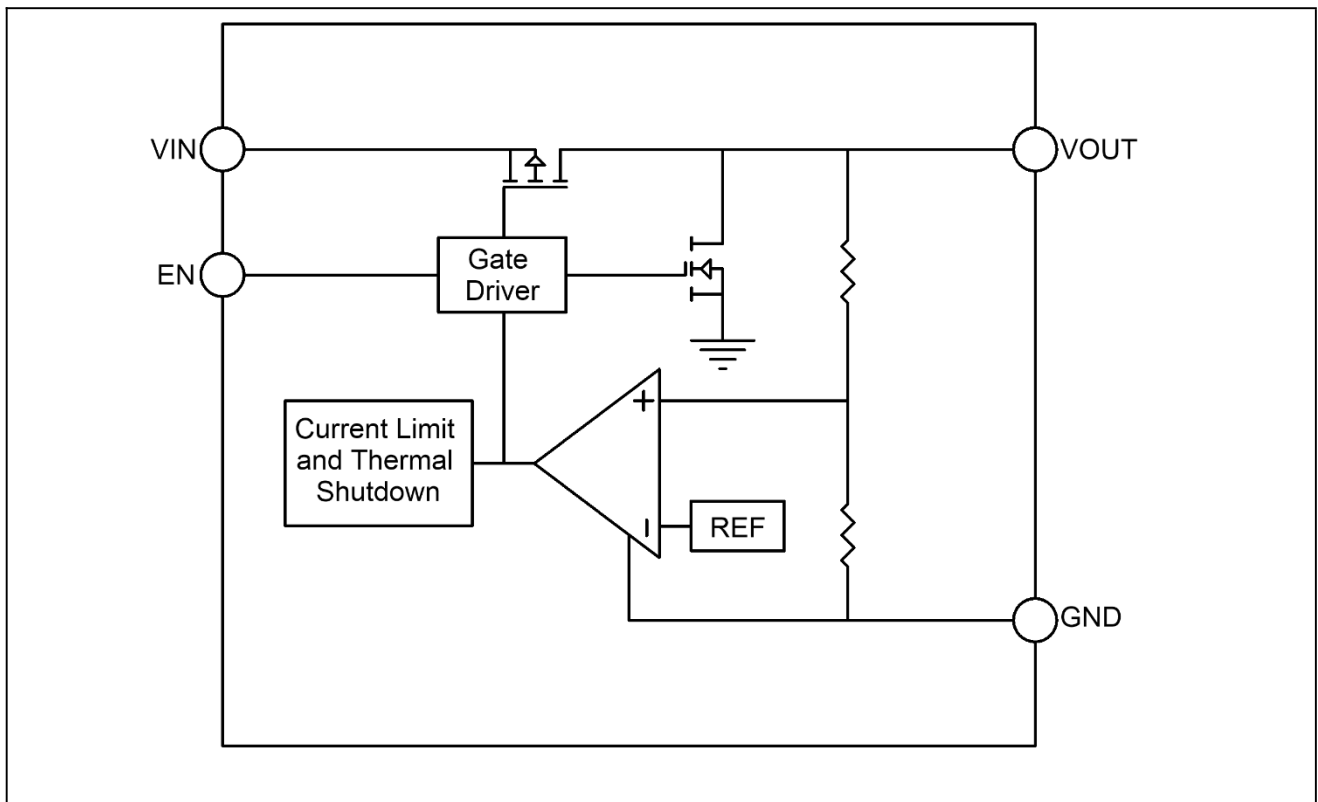 VIN
VOUT
EN
Gate
Driver
+
Current Limit
and Thermal
Shutdown
-
REF
GND